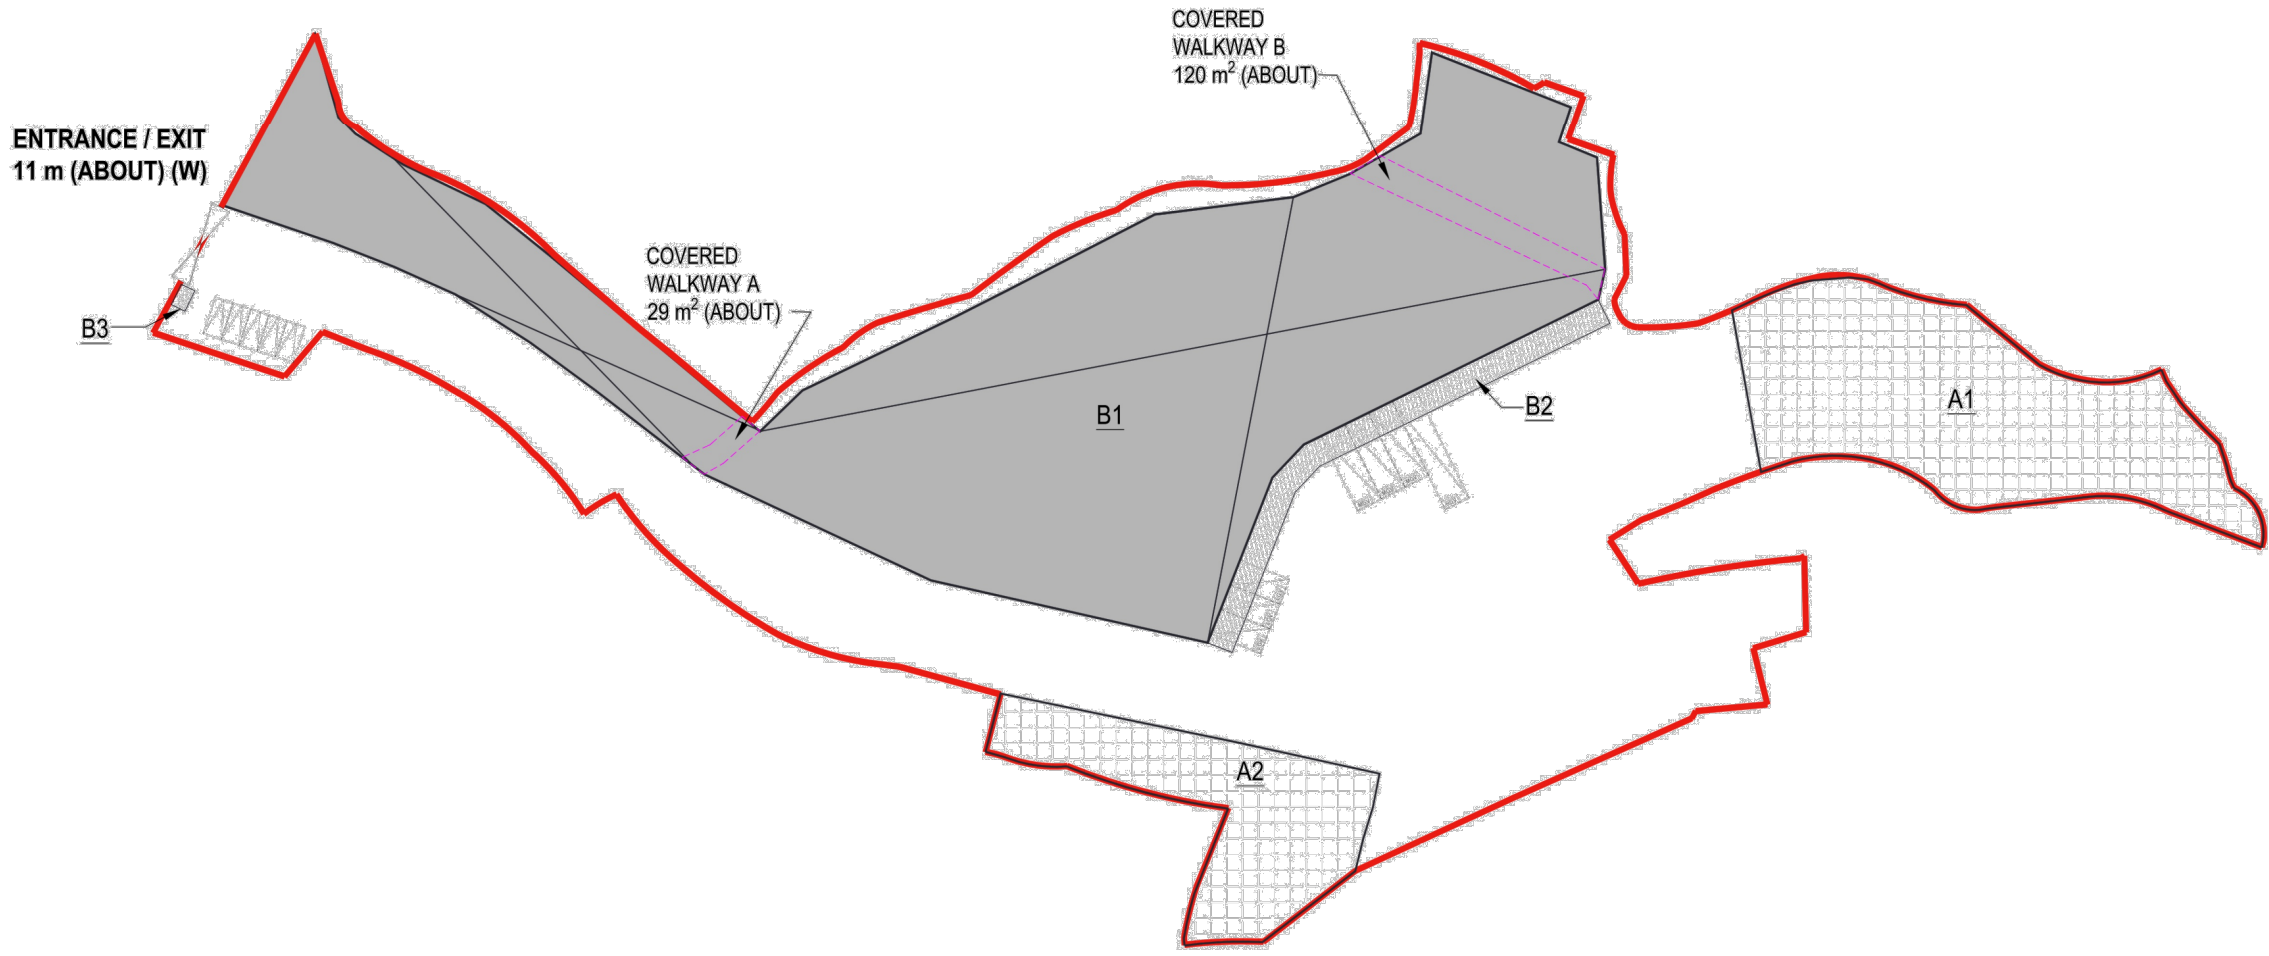 COVERED
WALKWAY B
120 m² (ABOUT)
ENTRANCE / EXIT
11 m (ABOUT) (W)
COVERED
WALKWAY A
29 m² (ABOUT)
B3
B1
B2
A1
A2